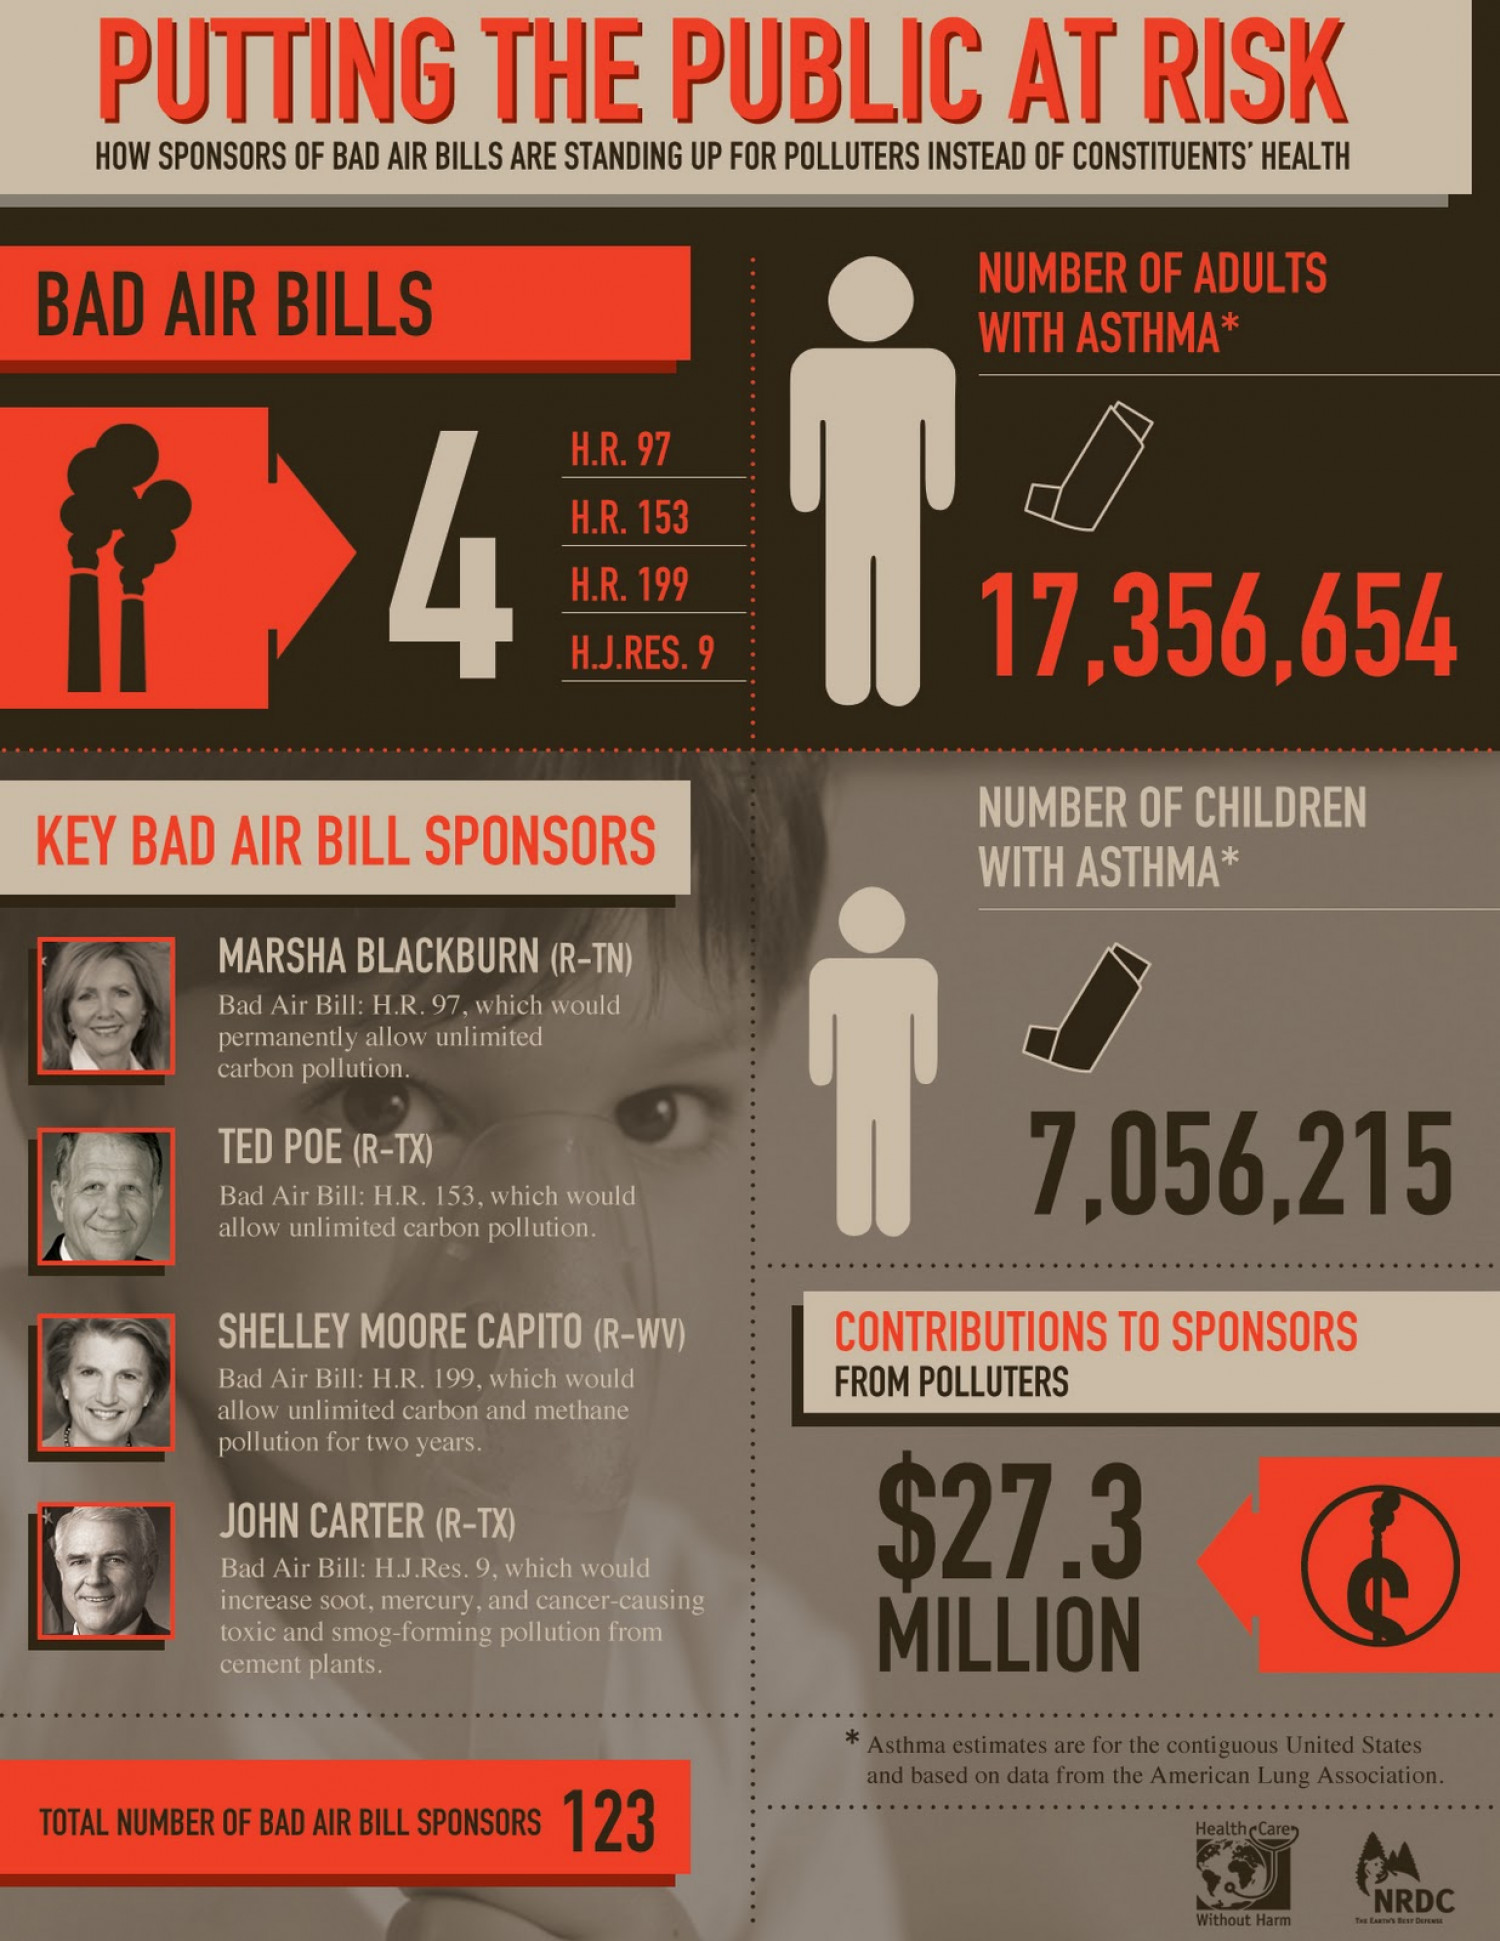 PUTTING THE PUBLIC AT RISK
HOW SPONSORS OF BAD AIR BILLS ARE STANDING UP FOR POLLUTERS INSTEAD OF CONSTITUENTS' HEALTH
BAD AIR BILLS
4
H.R. 97
H.R. 153
H.R. 199
H.J.RES. 9
NUMBER OF ADULTS
WITH ASTHMA*
17,356,654
KEY BAD AIR BILL SPONSORS
MARSHA BLACKBURN (R-TN)
Bad Air Bill: H.R. 97, which would
permanently allow unlimited
carbon pollution.
TED POE (R-TX)
Bad Air Bill: H.R. 153, which would
allow unlimited carbon pollution.
SHELLEY MOORE CAPITO (R-WV)
Bad Air Bill: H.R. 199, which would
allow unlimited carbon and methane
pollution for two years.
JOHN CARTER (R-TX)
Bad Air Bill: H.J.Res. 9, which would
increase soot, mercury, and cancer-causing
toxic and smog-forming pollution from
cement plants.
TOTAL NUMBER OF BAD AIR BILL SPONSORS 123
NUMBER OF CHILDREN
WITH ASTHMA*
7,056,215
CONTRIBUTIONS TO SPONSORS
FROM POLLUTERS
$27.3
MILLION
$
* Asthma estimates are for the contiguous United States
and based on data from the American Lung Association.
Health Care
Without Harm
NRDC
THE EARTH'S BEST DEFENSE